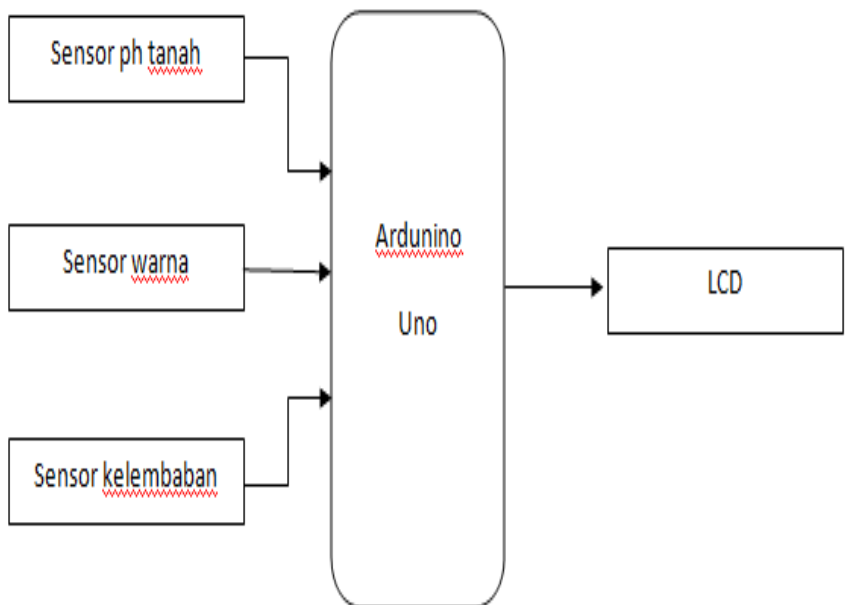 Sensor ph tanah
Sensor warna
Sensor kelembaban
Ardunino
Uno
LCD